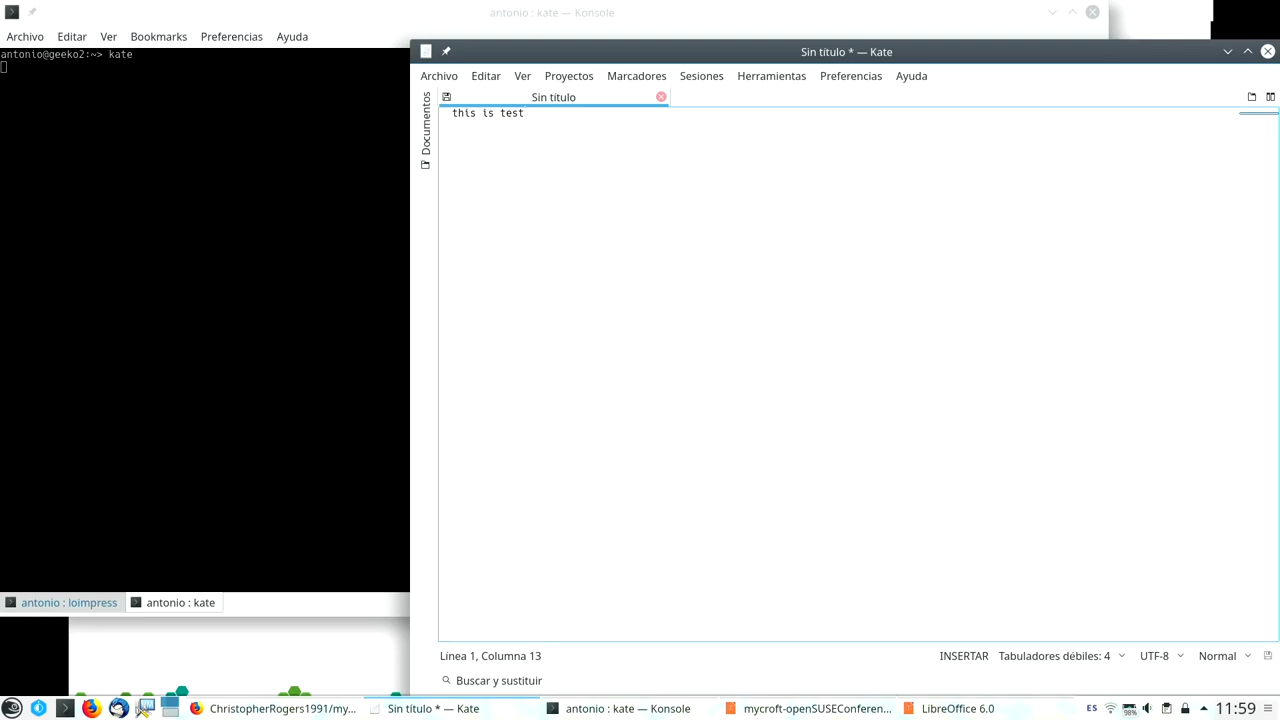 antonio : kate — Konsole
Archivo Editar Ver Bookmarks Preferencias Ayuda
antonio@geeko2:~> kate
Sin título * — Kate
Archivo Editar Ver Proyectos Marcadores Sesiones Herramientas Preferencias Ayuda
Sin título
Documentos
this is test
antonio : loimpress antonio : kate
Línea 1, Columna 13 INSERTAR Tabuladores débiles: 4 UTF-8 Normal
Buscar y sustituir
ChristopherRogers1991/my... Sin título * — Kate antonio : kate — Konsole mycroft-openSUSEConferen... LibreOffice 6.0 ES 98% 11:59